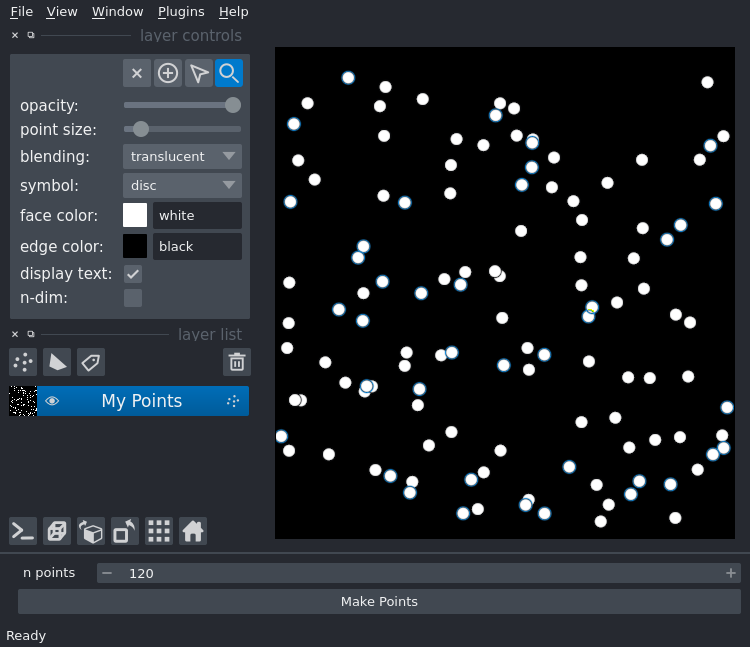 File View Window Plugins Help
layer controls
opacity:
point size:
blending: translucent
symbol: disc
face color: white
edge color: black
display text:
n-dim:
layer list
My Points
n points 120
Make Points
Ready